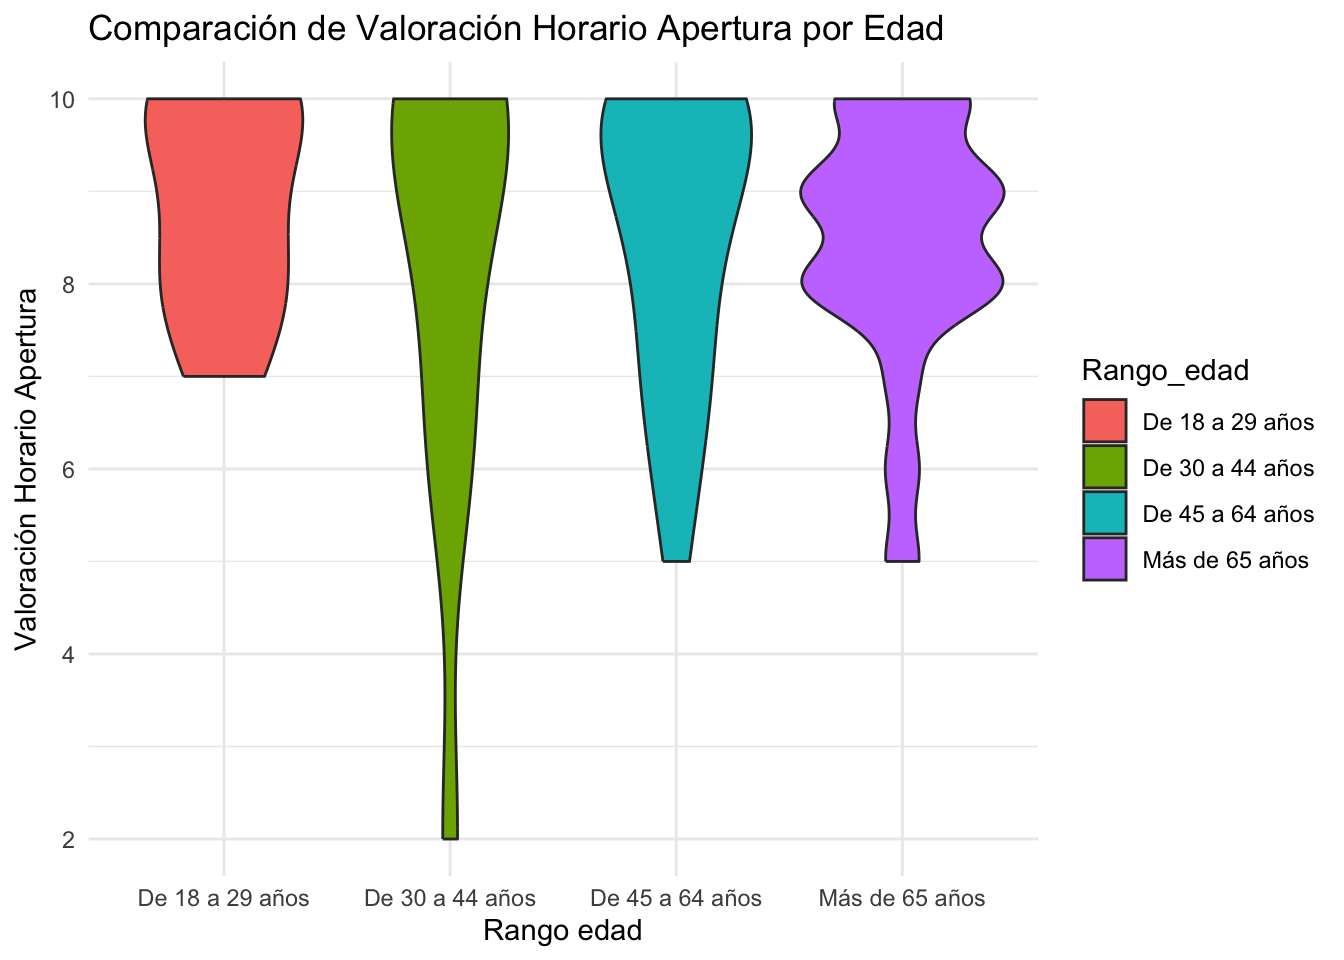 Comparación de Valoración Horario Apertura por Edad
Valoración Horario Apertura
10
8
6
4
2
De 18 a 29 años
De 30 a 44 años
De 45 a 64 años
Más de 65 años
Rango edad
Rango_edad
De 18 a 29 años
De 30 a 44 años
De 45 a 64 años
Más de 65 años